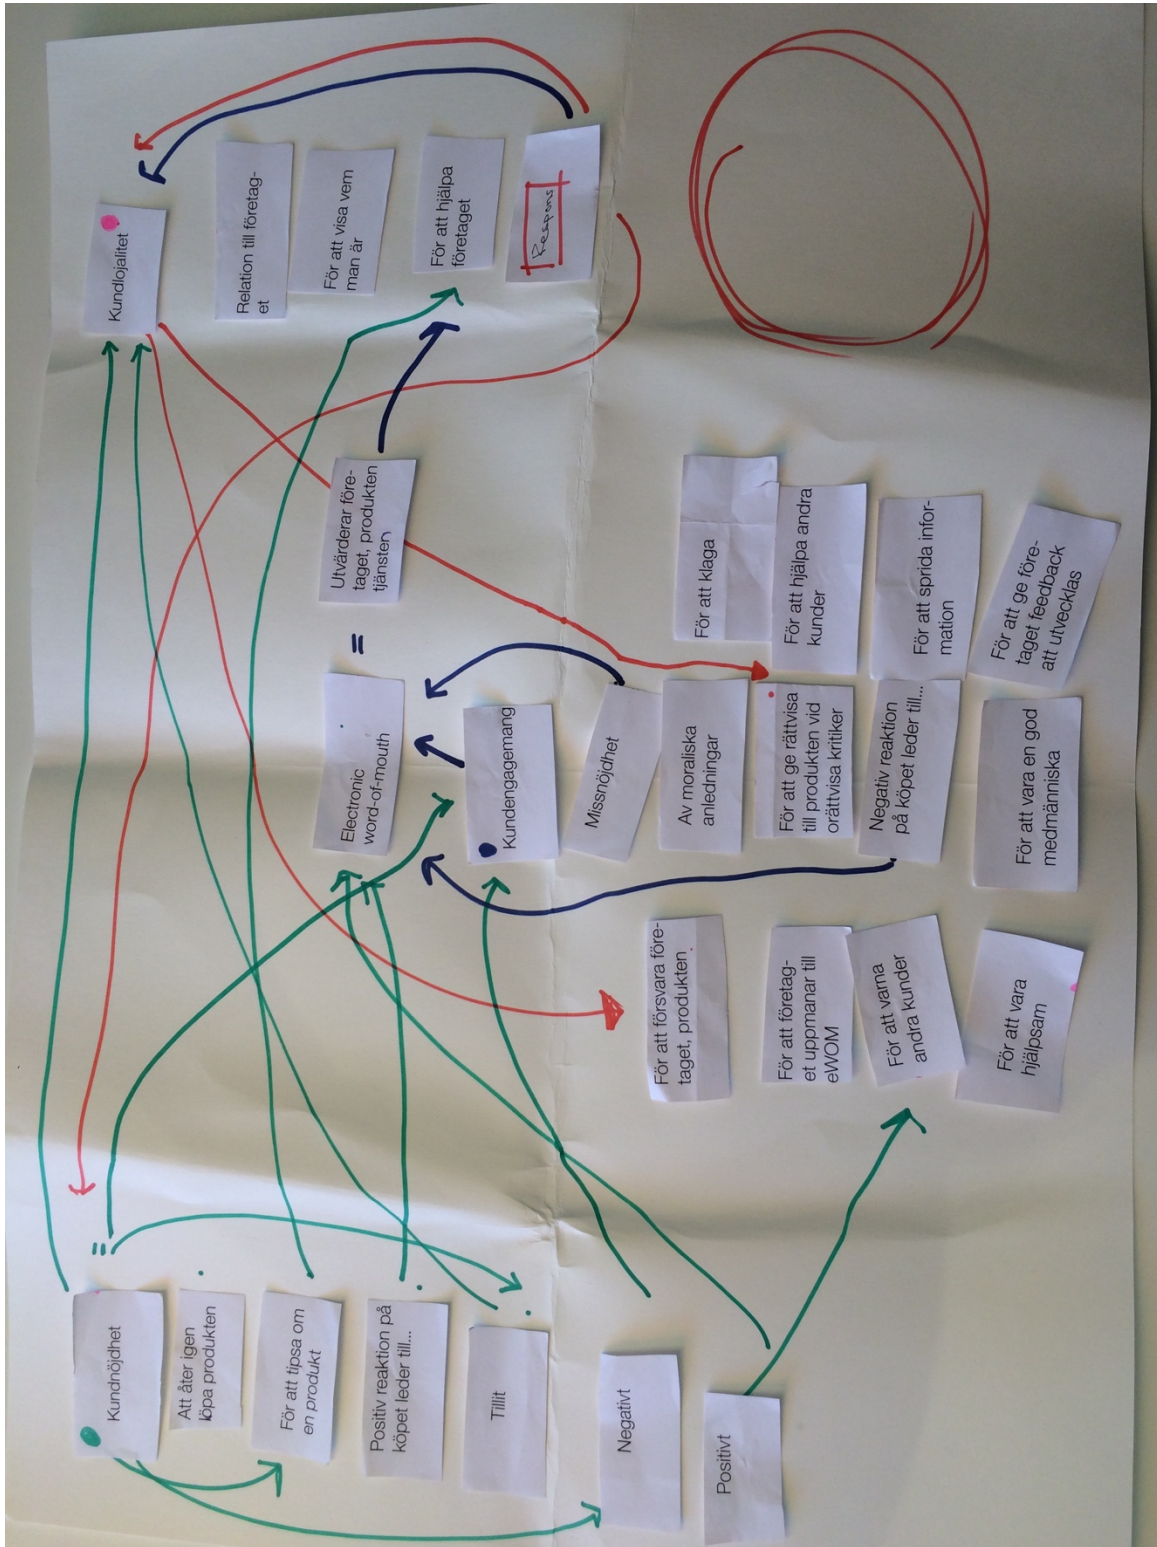 Kundnöjdhet
=
Att åter igen
köpa produkten
För att tipsa om
en produkt
Positiv reaktion på
köpet leder till...
Tillit
Negativt
Positivt
Electronic
word-of-mouth
=
Utvärderar före-
taget, produkten
tjänsten
Kundengagemang
Missnöjdhet
Av moraliska
anledningar
För att ge rättvisa
till produkten vid
orättvisa kritiker
Negativ reaktion
på köpet leder till...
För att vara en god
medmänniska
För att försvara före-
taget, produkten
För att företag-
et uppmanar till
eWOM
För att varna
andra kunder
För att vara
hjälpsam
För att klaga
För att hjälpa andra
kunder
För att sprida infor-
mation
För att ge före-
taget feedback
att utvecklas
Kundlojalitet
Relation till företag-
et
För att visa vem
man är
För att hjälpa
företaget
Respons